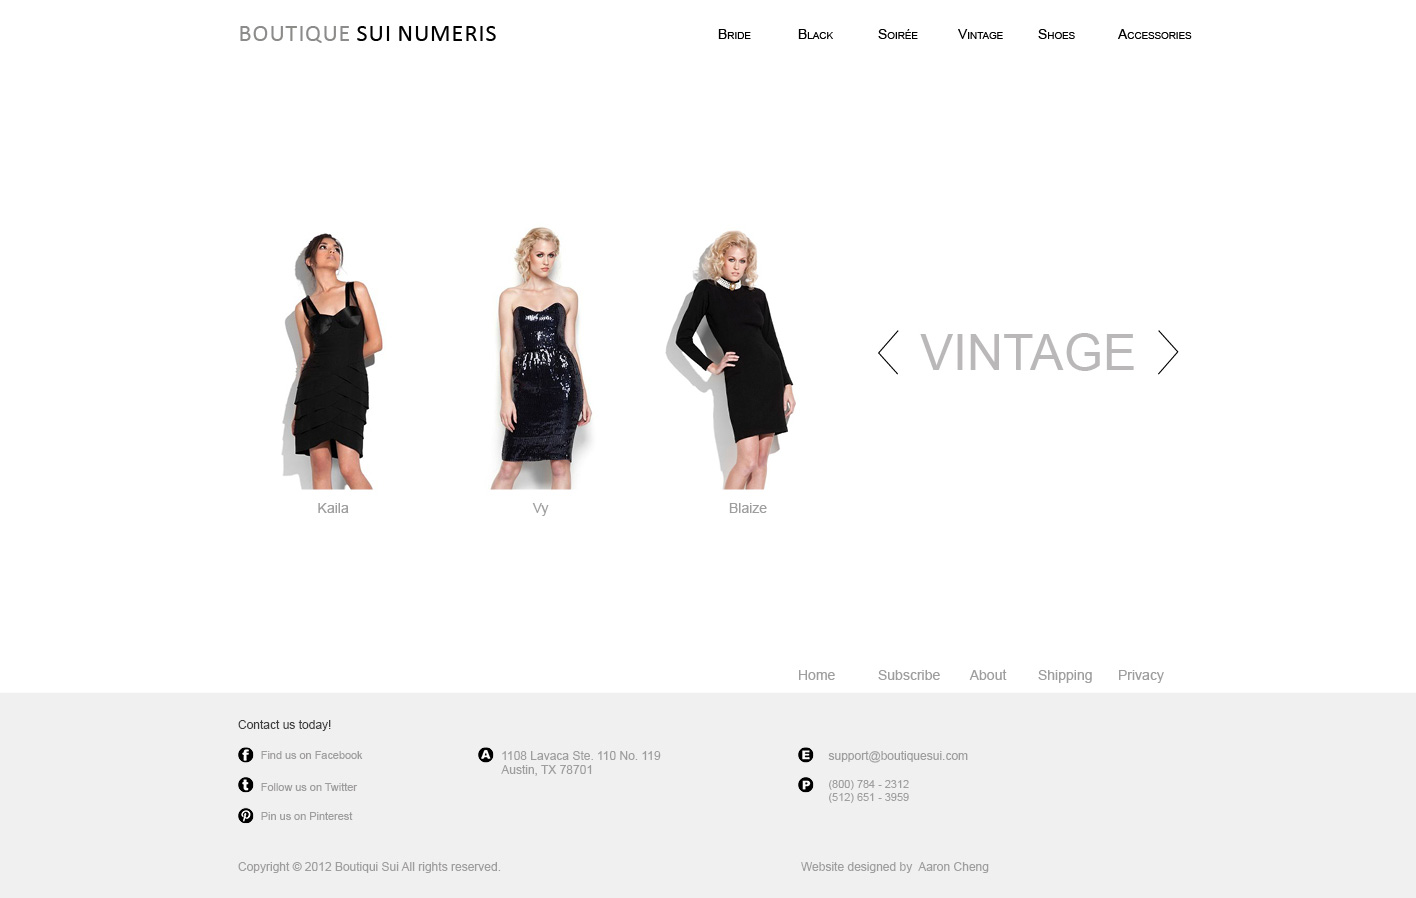 BOUTIQUE SUI NUMERIS
Bride Black Soirée Vintage Shoes Accessories
VINTAGE
Kaila Vy Blaize
Home Subscribe About Shipping Privacy
Contact us today!
f Find us on Facebook
t Follow us on Twitter
P Pin us on Pinterest
A 1108 Lavaca Ste. 110 No. 119
Austin, TX 78701
E support@boutiquesui.com
P (800) 784 - 2312
(512) 651 - 3959
Copyright © 2012 Boutiqui Sui All rights reserved.
Website designed by Aaron Cheng